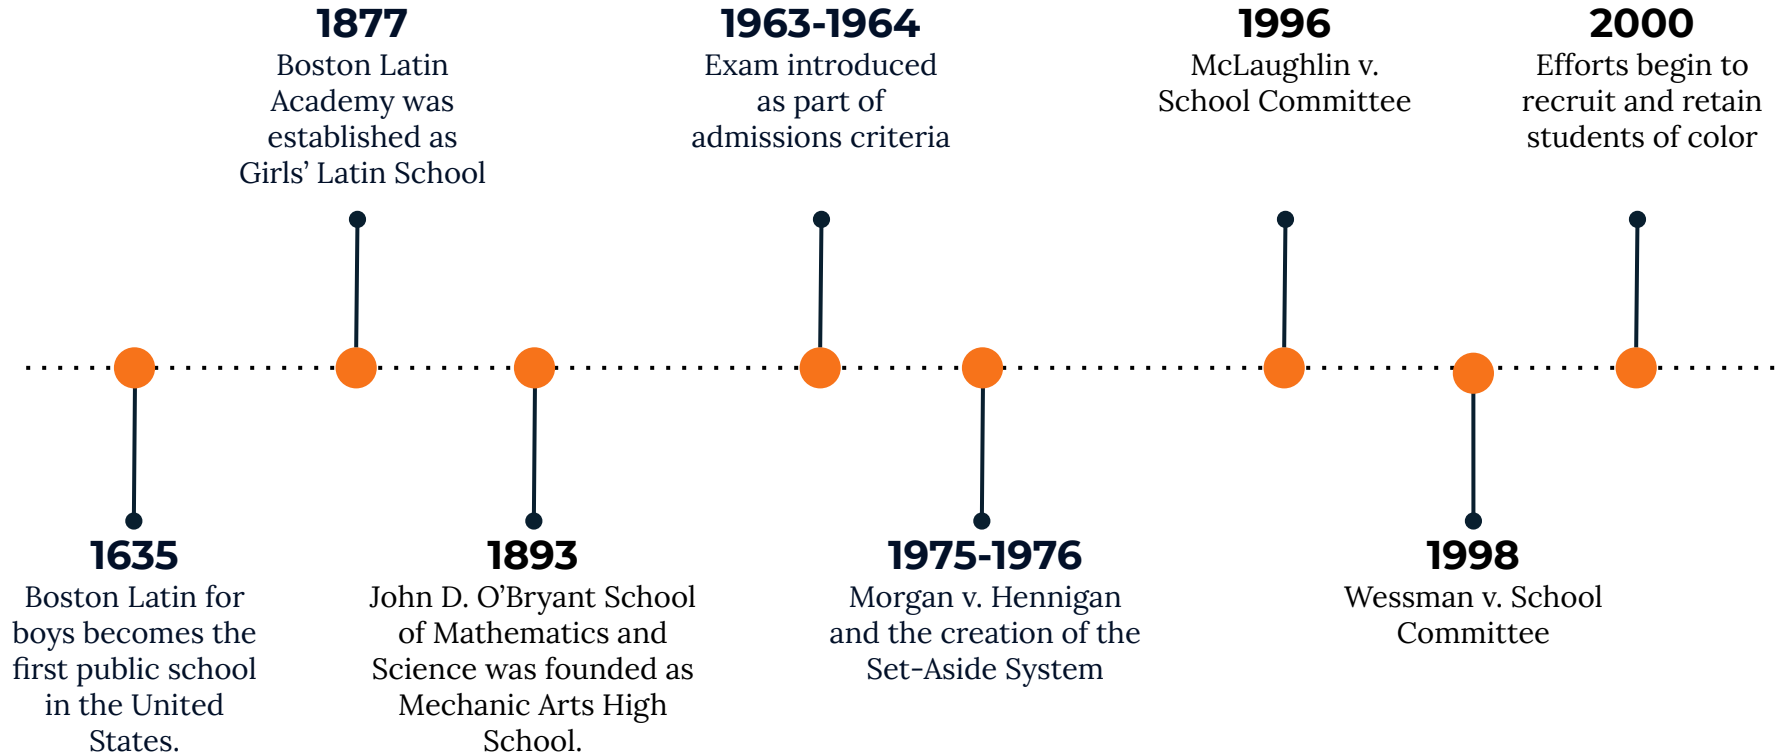 1877
Boston Latin
Academy was
established as
Girls’ Latin School
1963-1964
Exam introduced
as part of
admissions criteria
1996
McLaughlin v.
School Committee
2000
Efforts begin to
recruit and retain
students of color
1635
Boston Latin for
boys becomes the
first public school
in the United
States.
1893
John D. O’Bryant School
of Mathematics and
Science was founded as
Mechanic Arts High
School.
1975-1976
Morgan v. Hennigan
and the creation of the
Set-Aside System
1998
Wessman v. School
Committee